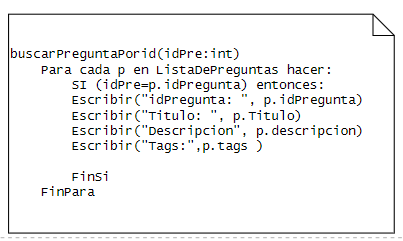 buscarPreguntaPorid(idPre:int)
Para cada p en ListaDePreguntas hacer:
SI (idPre=p.idPregunta) entonces:
Escribir("idPregunta: ", p.idPregunta)
Escribir("Titulo: ", p.Titulo)
Escribir("Descripcion", p.descripcion)
Escribir("Tags:",p.tags )
FinSi
FinPara